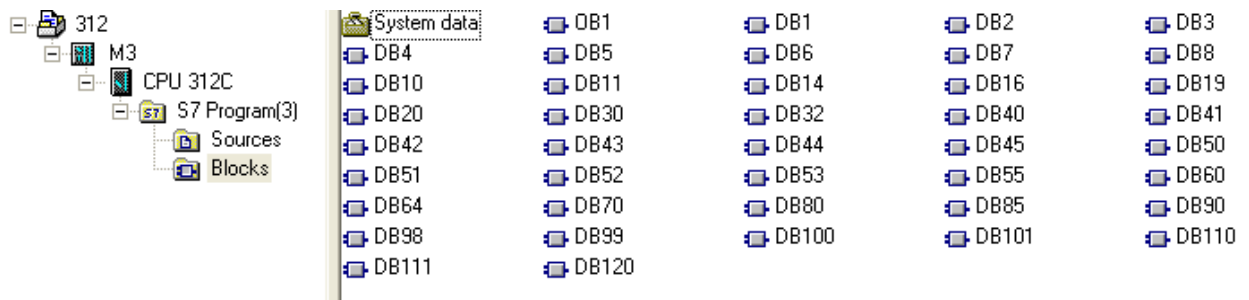 312
M3
CPU 312C
S7 Program(3)
Sources
Blocks
System data OB1 DB1 DB2 DB3
DB4 DB5 DB6 DB7 DB8
DB10 DB11 DB14 DB16 DB19
DB20 DB30 DB32 DB40 DB41
DB42 DB43 DB44 DB45 DB50
DB51 DB52 DB53 DB55 DB60
DB64 DB70 DB80 DB85 DB90
DB98 DB99 DB100 DB101 DB110
DB111 DB120